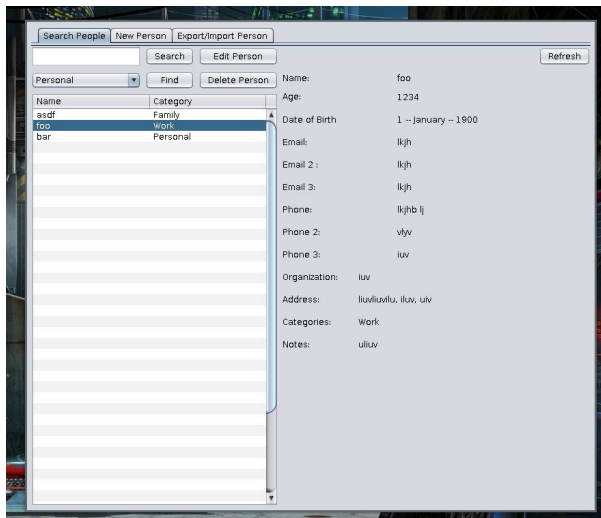 Search People New Person Export/Import Person
Search Edit Person Refresh
Personal Find Delete Person
Name Category
asdf Family
foo Work
bar Personal
Name: foo
Age: 1234
Date of Birth 1 -- January -- 1900
Email: lkjh
Email 2 : lkjh
Email 3: lkjh
Phone: lkjhb lj
Phone 2: vlyv
Phone 3: iuv
Organization: iuv
Address: liuvliuvilu, iluv, uiv
Categories: Work
Notes: uliuv